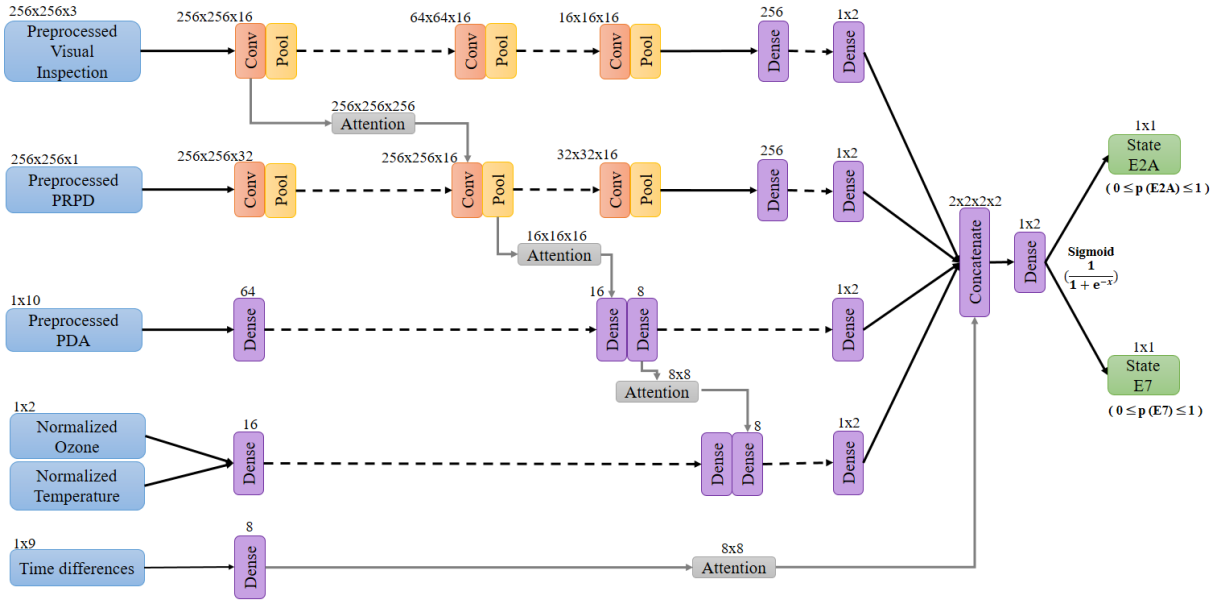 256x256x3
Preprocessed
Visual
Inspection
256x256x16
Conv
Pool
64x64x16
Conv
Pool
16x16x16
Conv
Pool
256
Dense
1x2
Dense
256x256x256
Attention
256x256x1
Preprocessed
PRPD
256x256x32
Conv
Pool
256x256x16
Conv
Pool
32x32x16
Conv
Pool
256
Dense
1x2
Dense
16x16x16
Attention
1x10
Preprocessed
PDA
64
Dense
16
Dense
8
Dense
1x2
Dense
8x8
Attention
1x2
Normalized
Ozone
Normalized
Temperature
16
Dense
Dense
8
Dense
1x2
Dense
1x9
Time differences
8
Dense
8x8
Attention
2x2x2x2
Concatenate
1x2
Dense
Sigmoid
(1/(1 + e^-x))
1x1
State
E2A
( 0 ≤ p (E2A) ≤ 1 )
1x1
State
E7
( 0 ≤ p (E7) ≤ 1 )